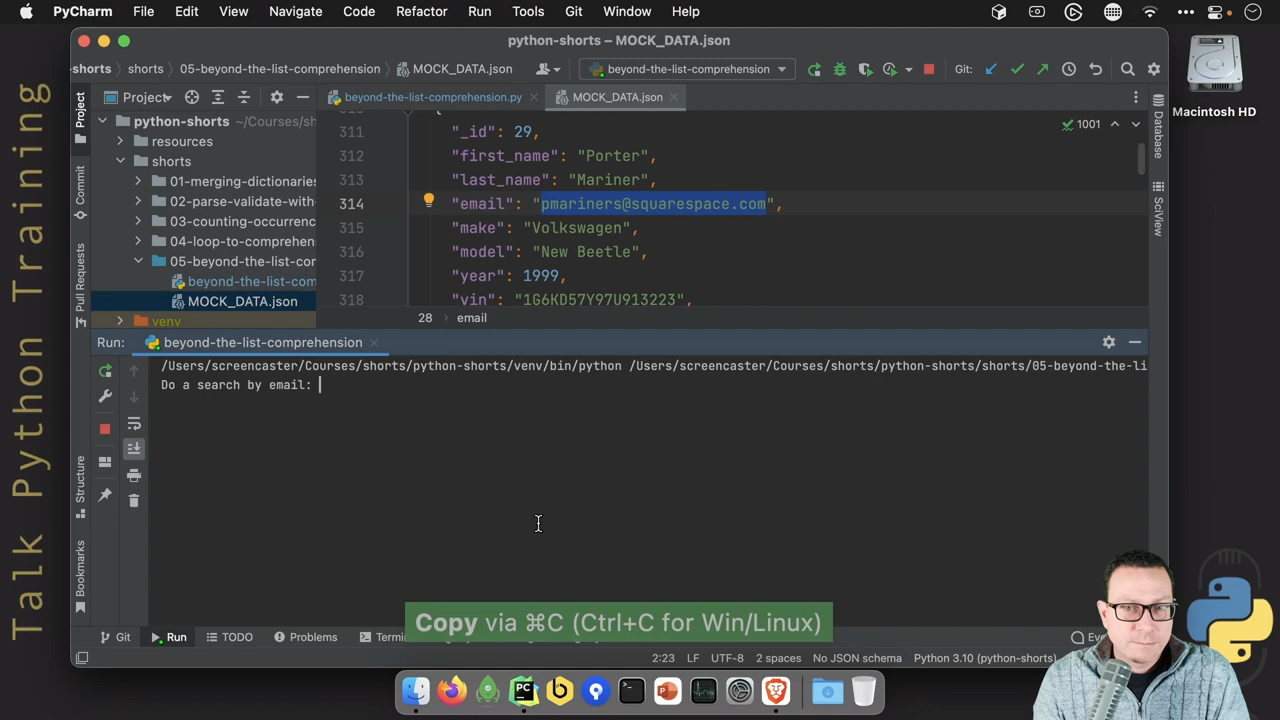 PyCharm File Edit View Navigate Code Refactor Run Tools Git Window Help
python-shorts – MOCK_DATA.json
-shorts › shorts › 05-beyond-the-list-comprehension › MOCK_DATA.json
beyond-the-list-comprehension
Git:
Macintosh HD
Project
beyond-the-list-comprehension.py
MOCK_DATA.json
python-shorts ~/Courses/sh
resources
shorts
01-merging-dictionaries
02-parse-validate-with
03-counting-occurrenc
04-loop-to-comprehen
05-beyond-the-list-co
beyond-the-list-com
MOCK_DATA.json
venv
Project
Commit
Pull Requests
Structure
Bookmarks
1001
311 "_id": 29,
312 "first_name": "Porter",
313 "last_name": "Mariner",
314 "email": "pmariners@squarespace.com",
315 "make": "Volkswagen",
316 "model": "New Beetle",
317 "year": 1999,
318 "vin": "1G6KD57Y97U913223",
28 › email
Database
SciView
Run: beyond-the-list-comprehension
/Users/screencaster/Courses/shorts/python-shorts/venv/bin/python /Users/screencaster/Courses/shorts/python-shorts/shorts/05-beyond-the-li
Do a search by email:
Copy via ⌘C (Ctrl+C for Win/Linux)
Git Run TODO Problems Termi
2:23 LF UTF-8 2 spaces No JSON schema Python 3.10 (python-shorts)
Talk Python Training